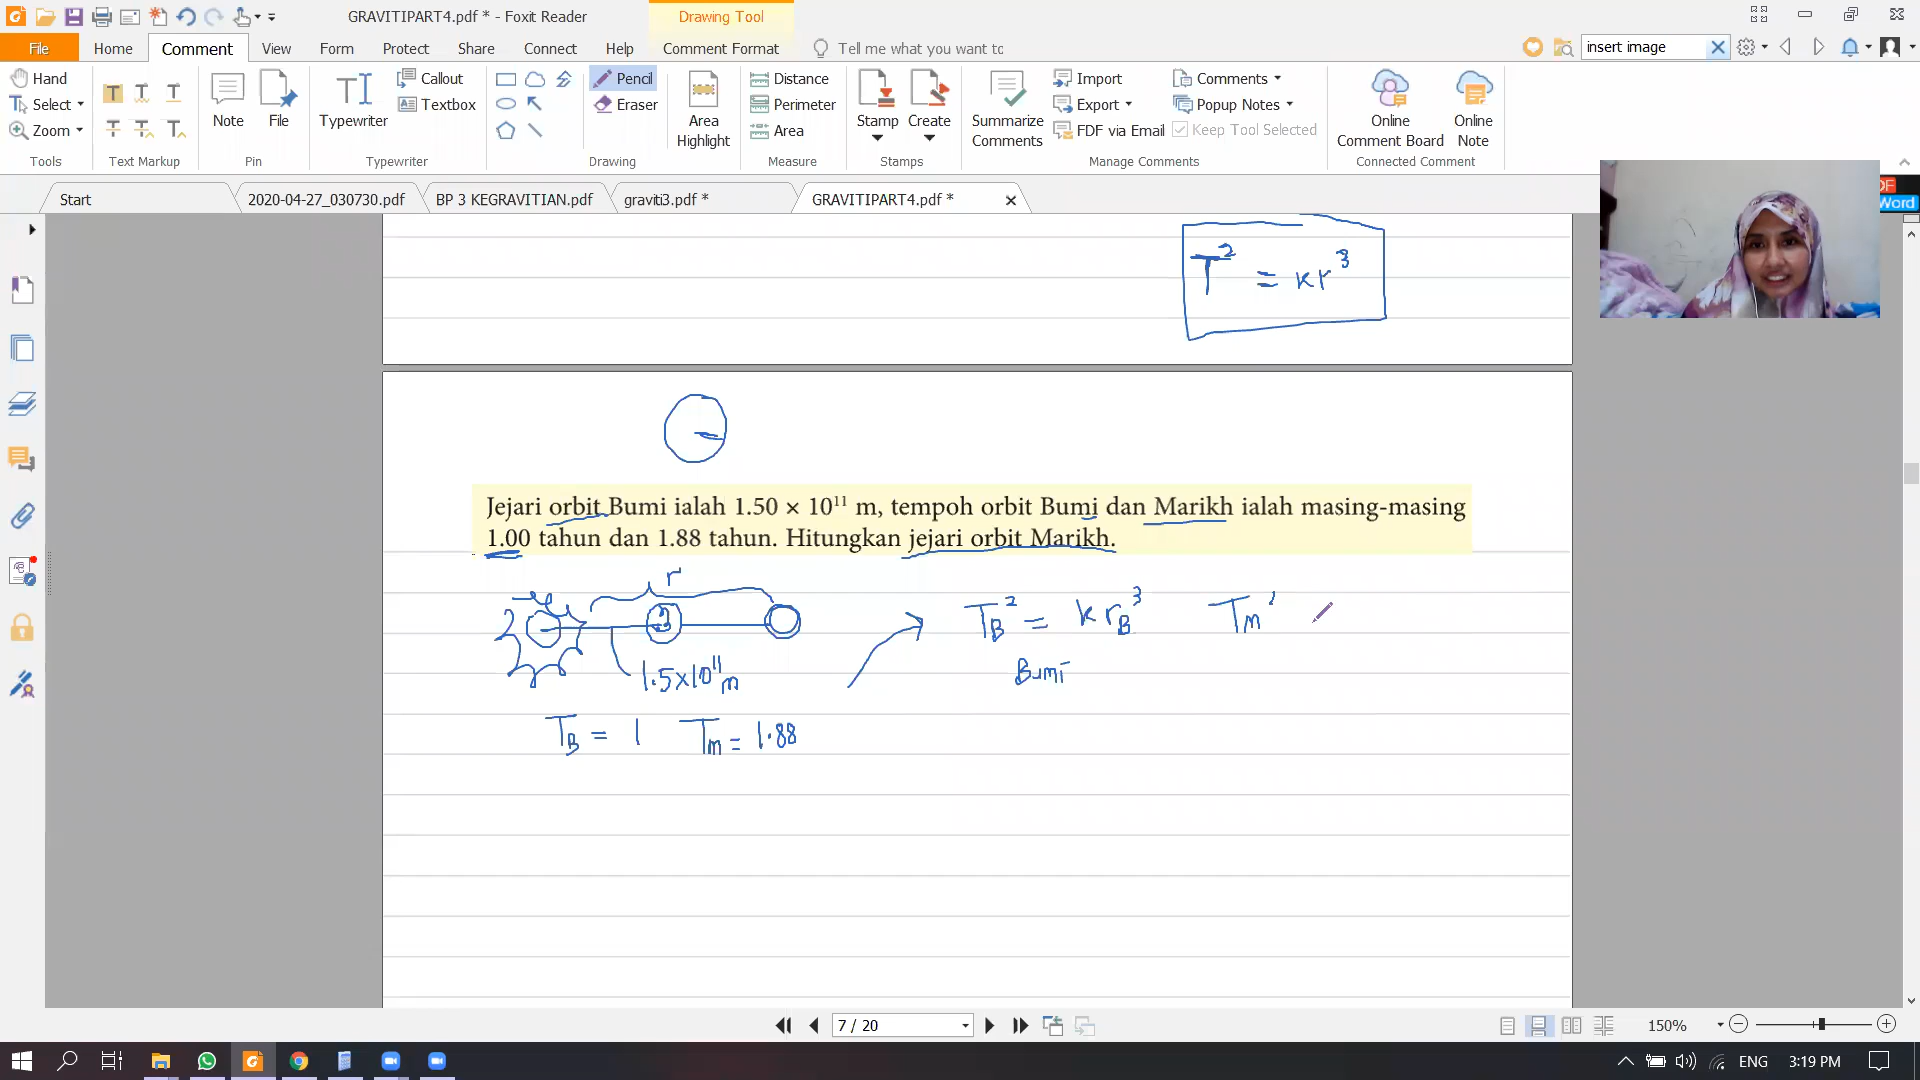 GRAVITIPART4.pdf * - Foxit Reader
Drawing Tool
File Home Comment View Form Protect Share Connect Help Comment Format Tell me what you want to insert image
Hand
Select
Zoom
Tools
Text Markup
Note
File
Pin
Typewriter
Callout
Textbox
Typewriter
Pencil
Eraser
Drawing
Area Highlight
Distance
Perimeter
Area
Measure
Stamp
Create
Stamps
Summarize Comments
Import
Export
FDF via Email
Comments
Popup Notes
Keep Tool Selected
Manage Comments
Online Comment Board
Online Note
Connected Comment
Word
Start 2020-04-27_030730.pdf BP 3 KEGRAVITIAN.pdf graviti3.pdf * GRAVITIPART4.pdf *
T² = kr³
Jejari orbit Bumi ialah 1.50 × 10¹¹ m, tempoh orbit Bumi dan Marikh ialah masing-masing
1.00 tahun dan 1.88 tahun. Hitungkan jejari orbit Marikh.
r
T_B² = k r_B³ T_m
Bumi
1.5×10¹¹ m
T_B = 1 T_m = 1.88
7 / 20
150%
ENG 3:19 PM